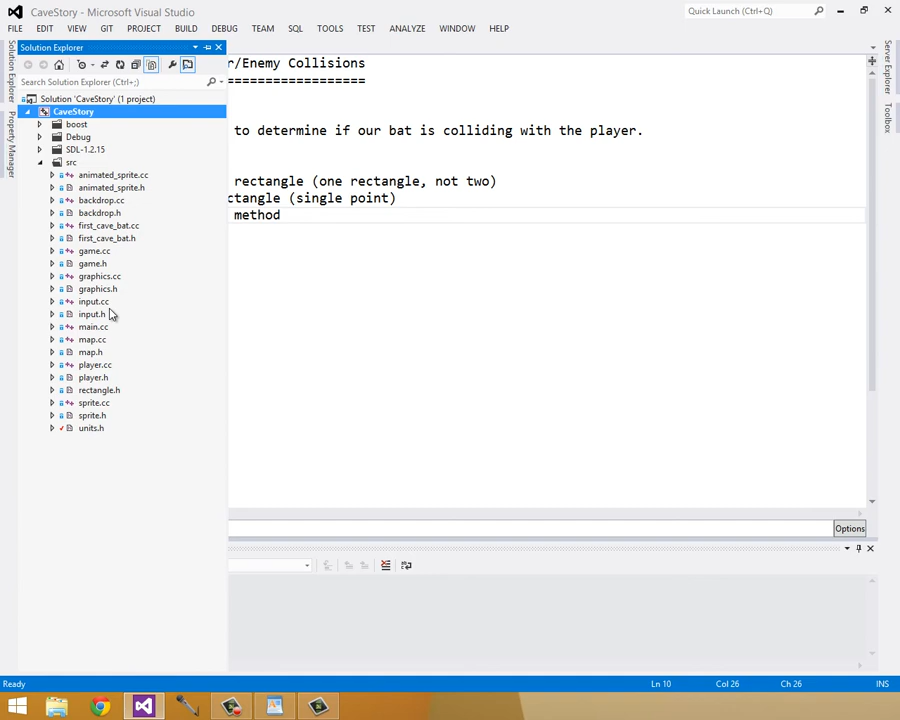 CaveStory - Microsoft Visual Studio
Quick Launch (Ctrl+Q)
FILE EDIT VIEW GIT PROJECT BUILD DEBUG TEAM SQL TOOLS TEST ANALYZE WINDOW HELP
Solution Explorer
Property Manager
Solution Explorer
Search Solution Explorer (Ctrl+;)
Solution 'CaveStory' (1 project)
CaveStory
boost
Debug
SDL-1.2.15
src
animated_sprite.cc
animated_sprite.h
backdrop.cc
backdrop.h
first_cave_bat.cc
first_cave_bat.h
game.cc
game.h
graphics.cc
graphics.h
input.cc
input.h
main.cc
map.cc
map.h
player.cc
player.h
rectangle.h
sprite.cc
sprite.h
units.h
r/Enemy Collisions
==================
to determine if our bat is colliding with the player.
rectangle (one rectangle, not two)
ctangle (single point)
method
Server Explorer
Toolbox
Options
Ready
Ln 10 Col 26 Ch 26 INS